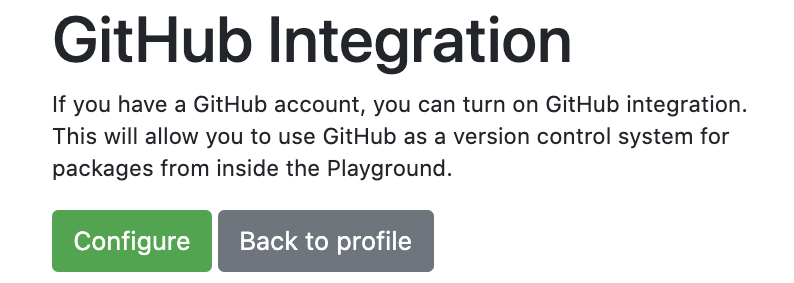 GitHub Integration
If you have a GitHub account, you can turn on GitHub integration.
This will allow you to use GitHub as a version control system for
packages from inside the Playground.
Configure Back to profile